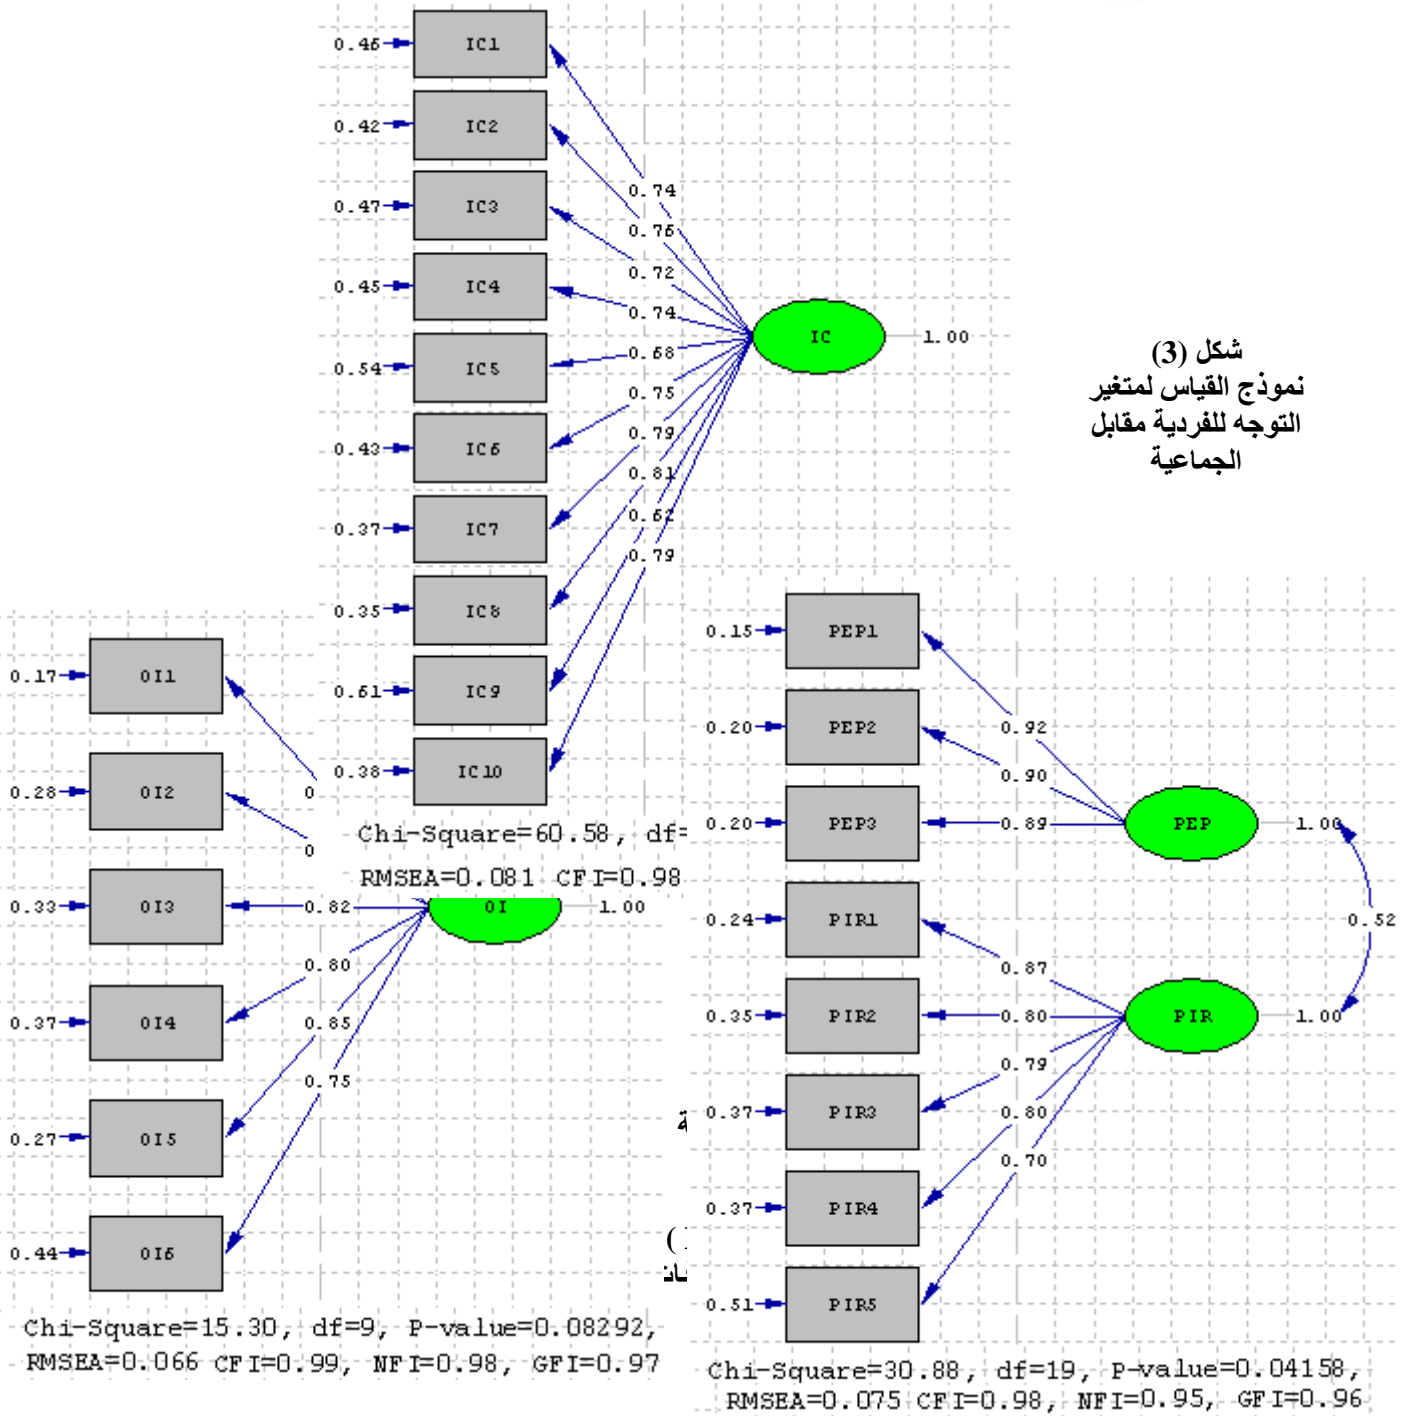 0.46 IC1
0.42 IC2
0.47 IC3
0.45 IC4
0.54 IC5
0.43 IC6
0.37 IC7
0.35 IC8
0.61 IC9
0.38 IC10
0.74
0.76
0.72
0.74
0.68
0.75
0.79
0.81
0.62
0.79
IC 1.00
Chi-Square=60.58, df=
RMSEA=0.081 CFI=0.98
شكل (3)
نموذج القياس لمتغير
التوجه للفردية مقابل
الجماعية
0.17 OI1
0.28 OI2
0.33 OI3
0.37 OI4
0.27 OI5
0.44 OI6
0
0
0.82
0.80
0.85
0.75
OI 1.00
Chi-Square=15.30, df=9, P-value=0.08292,
RMSEA=0.066 CFI=0.99, NFI=0.98, GFI=0.97
0.15 PEP1
0.20 PEP2
0.20 PEP3
0.24 PIR1
0.35 PIR2
0.37 PIR3
0.37 PIR4
0.51 PIR5
0.92
0.90
0.89
0.87
0.80
0.79
0.80
0.70
PEP 1.00
0.52
PIR 1.00
Chi-Square=30.88, df=19, P-value=0.04158,
RMSEA=0.075 CFI=0.98, NFI=0.95, GFI=0.96